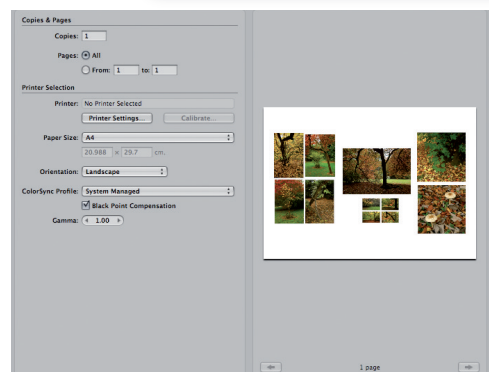 Copies & Pages
Copies: 1
Pages: All
From: 1 to: 1
Printer Selection
Printer: No Printer Selected
Printer Settings... Calibrate...
Paper Size: A4
20.988 × 29.7 cm.
Orientation: Landscape
ColorSync Profile: System Managed
Black Point Compensation
Gamma: 1.00
1 page